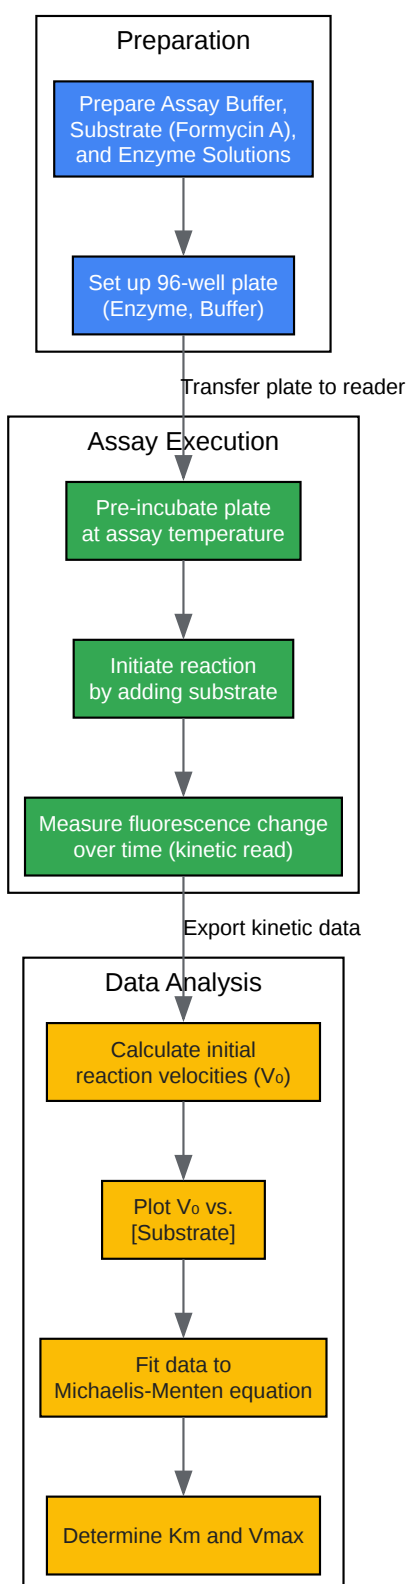 Preparation
Prepare Assay Buffer,
Substrate (Formycin A),
and Enzyme Solutions
Set up 96-well plate
(Enzyme, Buffer)
Transfer plate to reader
Assay Execution
Pre-incubate plate
at assay temperature
Initiate reaction
by adding substrate
Measure fluorescence change
over time (kinetic read)
Export kinetic data
Data Analysis
Calculate initial
reaction velocities (V₀)
Plot V₀ vs.
[Substrate]
Fit data to
Michaelis-Menten equation
Determine Km and Vmax